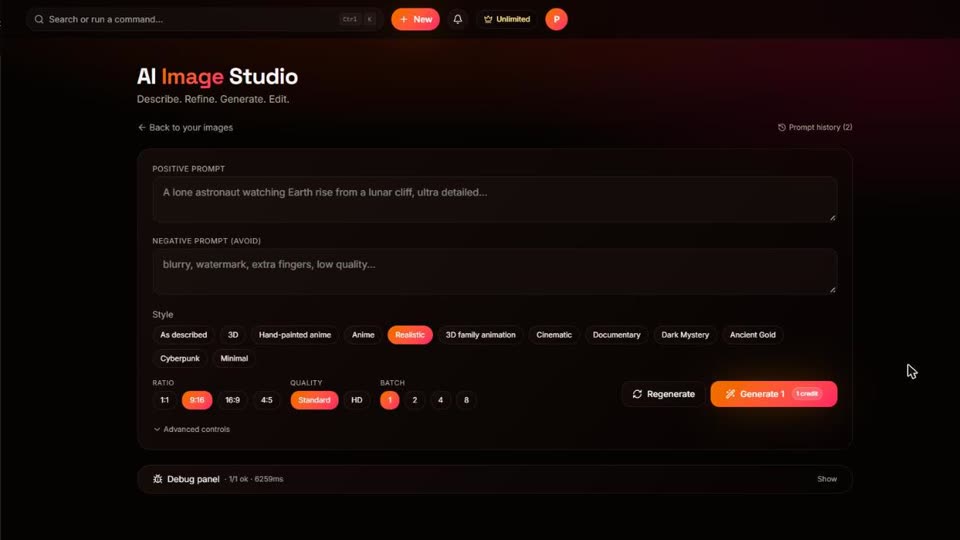 Search or run a command...
Ctrl K
New
Unlimited
P
AI Image Studio
Describe. Refine. Generate. Edit.
Back to your images
Prompt history (2)
POSITIVE PROMPT
A lone astronaut watching Earth rise from a lunar cliff, ultra detailed...
NEGATIVE PROMPT (AVOID)
blurry, watermark, extra fingers, low quality...
Style
As described 3D Hand-painted anime Anime Realistic 3D family animation Cinematic Documentary Dark Mystery Ancient Gold
Cyberpunk Minimal
RATIO QUALITY BATCH
1:1 9:16 16:9 4:5 Standard HD 1 2 4 8 Regenerate Generate 1 1 credit
Advanced controls
Debug panel · 1/1 ok · 6259ms Show